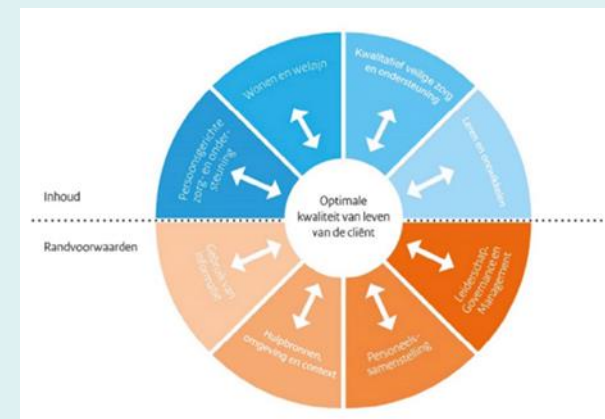 Wonen en welzijn
Kwalitatief veilige zorg
en ondersteuning
Persoonsgerichte
zorg- en onder-
steuning
Leren en ontwikkelen
Inhoud
Optimale
kwaliteit van leven
van de cliënt
Randvoorwaarden
Gebruik van
informatie
Leiderschap,
Governance en
Management
Hulpbronnen,
omgeving en context
Personeels-
samenstelling